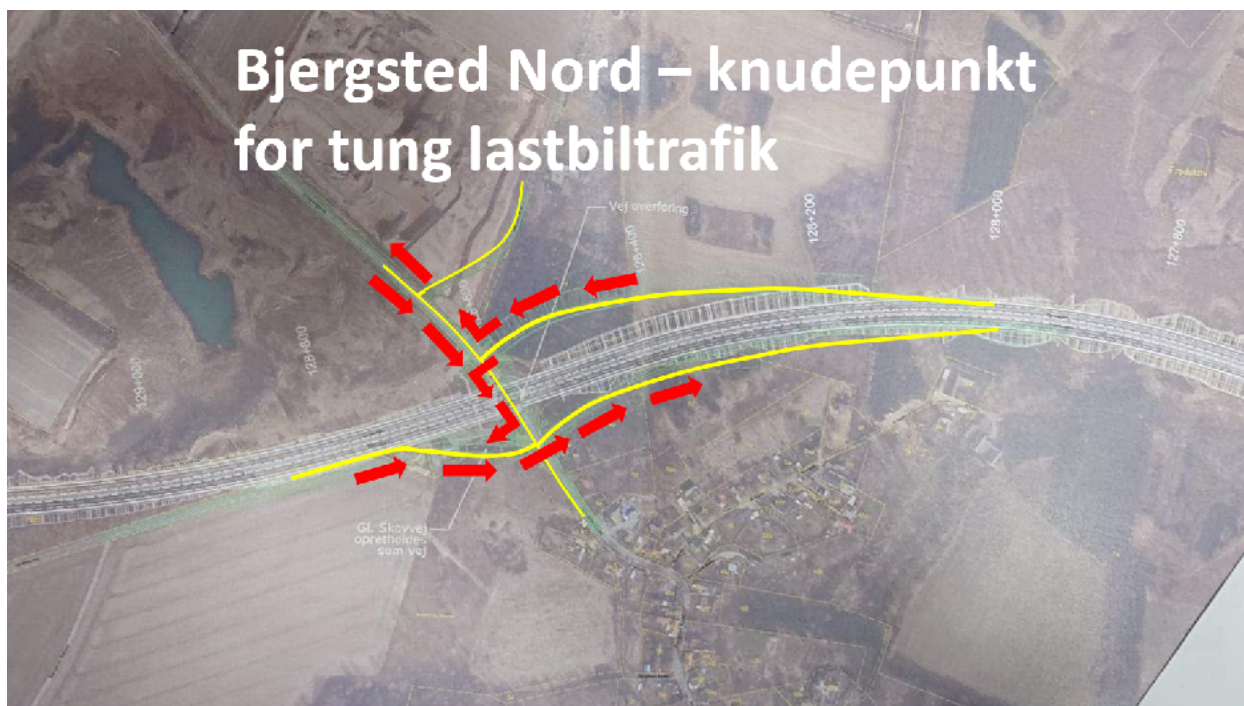 Bjergsted Nord – knudepunkt
for tung lastbiltrafik
Vej overføring
128+400
128+200
128+000
127+800
128+600
129+000
Gl. Skovvej
opretholdes
som vej